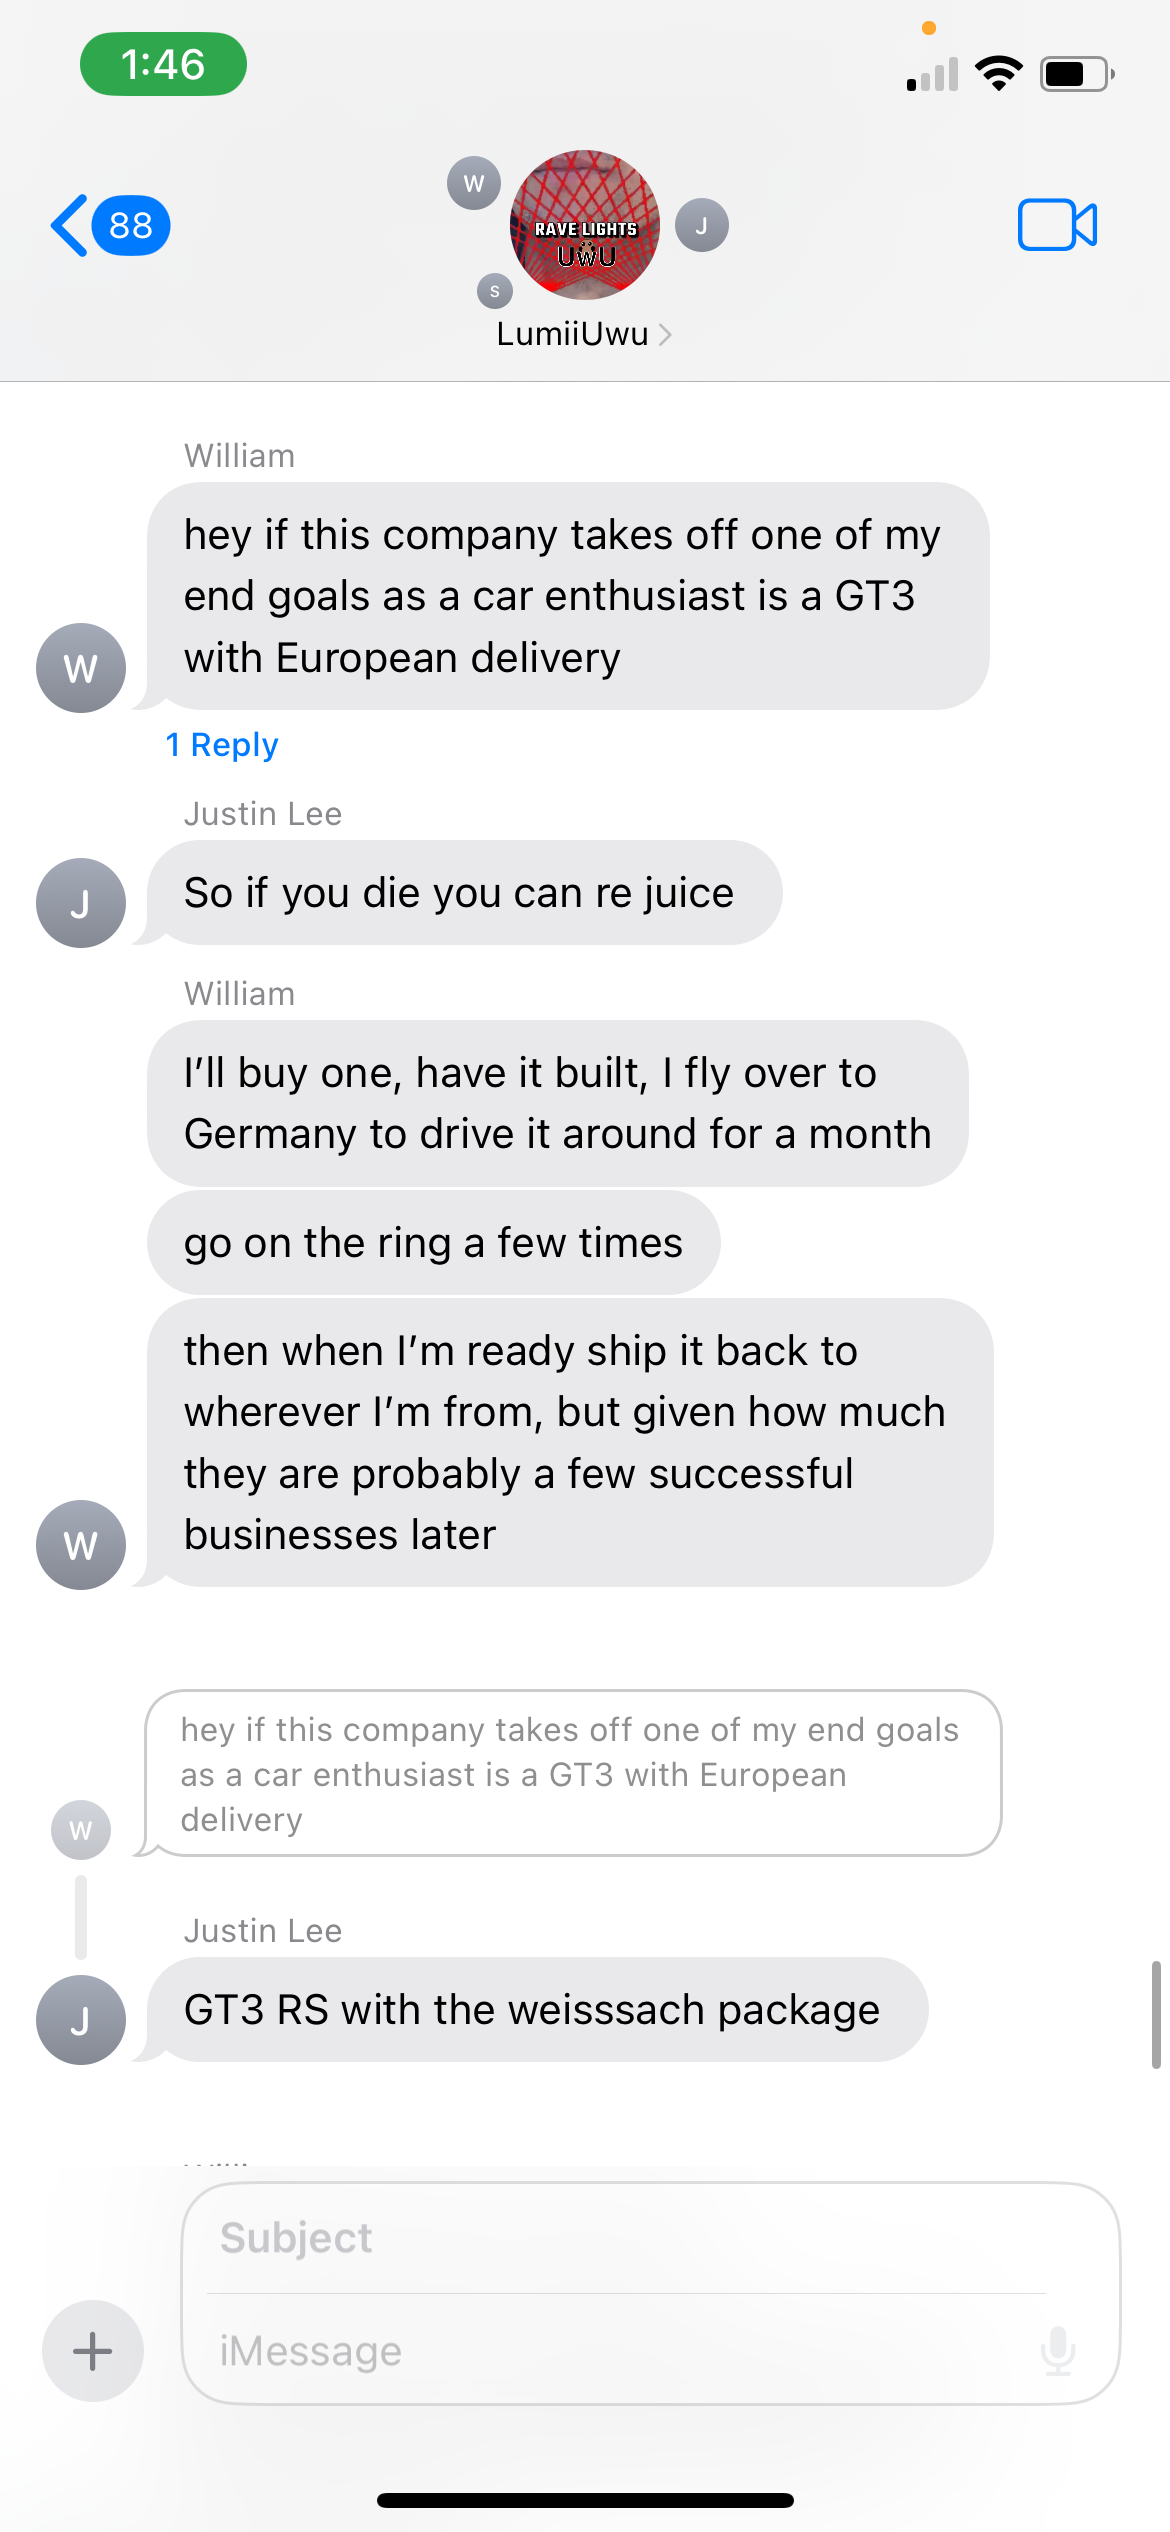 1:46
88
W
J
S
RAVE LIGHTS
UWU
LumiiUwu
William
hey if this company takes off one of my
end goals as a car enthusiast is a GT3
with European delivery
W
1 Reply
Justin Lee
So if you die you can re juice
J
William
I'll buy one, have it built, I fly over to
Germany to drive it around for a month
go on the ring a few times
then when I'm ready ship it back to
wherever I'm from, but given how much
they are probably a few successful
businesses later
W
hey if this company takes off one of my end goals
as a car enthusiast is a GT3 with European
delivery
W
Justin Lee
GT3 RS with the weisssach package
J
Subject
iMessage